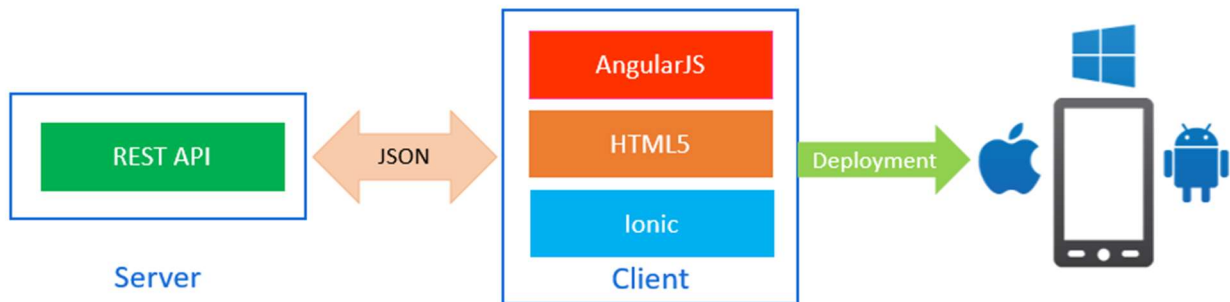 REST API
Server
JSON
AngularJS
HTML5
Ionic
Client
Deployment